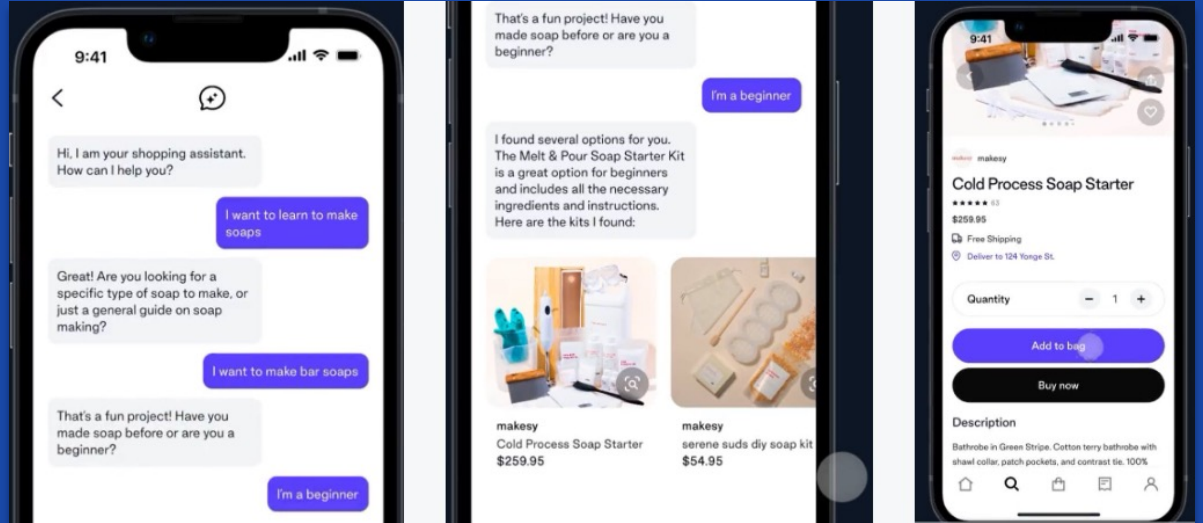 9:41
Hi, I am your shopping assistant.
How can I help you?
I want to learn to make
soaps
Great! Are you looking for a
specific type of soap to make, or
just a general guide on soap
making?
I want to make bar soaps
That's a fun project! Have you
made soap before or are you a
beginner?
I'm a beginner
That's a fun project! Have you
made soap before or are you a
beginner?
I'm a beginner
I found several options for you.
The Melt & Pour Soap Starter Kit
is a great option for beginners
and includes all the necessary
ingredients and instructions.
Here are the kits I found:
makesy
Cold Process Soap Starter
$259.95
makesy
serene suds diy soap kit
$54.95
9:41
makesy
Cold Process Soap Starter
63
$259.95
Free Shipping
Deliver to 124 Yonge St.
Quantity
1
Add to bag
Buy now
Description
Bathrobe in Green Stripe. Cotton terry bathrobe with
shawl collar, patch pockets, and contrast tie. 100%